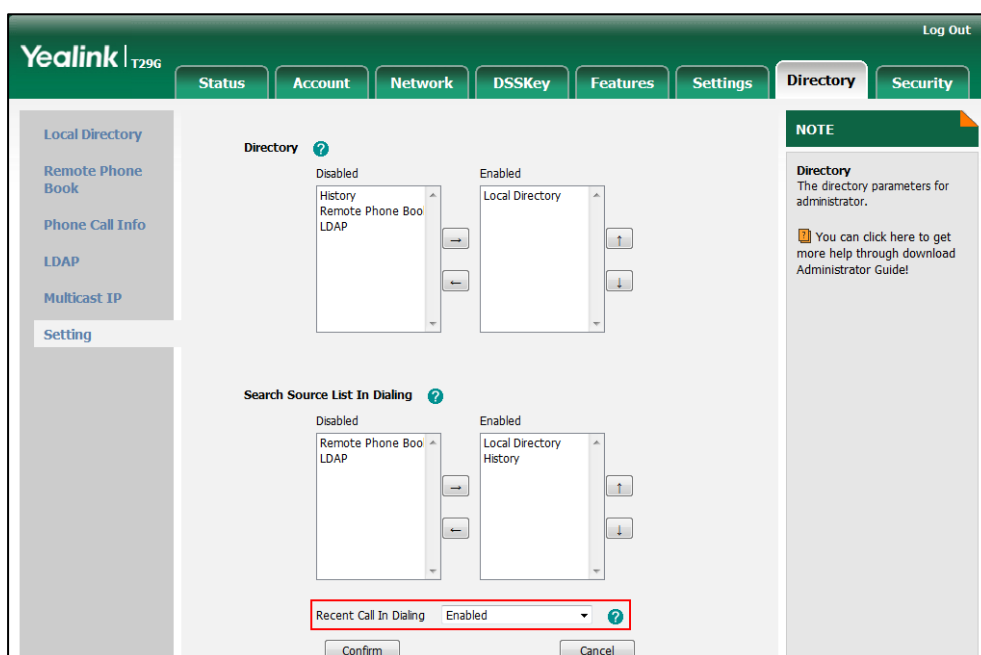 Log Out
Yealink T29G
Status Account Network DSSKey Features Settings Directory Security
Local Directory
Remote Phone
Book
Phone Call Info
LDAP
Multicast IP
Setting
Directory ?
Disabled Enabled
History
Remote Phone Boo
LDAP
Local Directory
→
←
↑
↓
Search Source List In Dialing ?
Disabled Enabled
Remote Phone Boo
LDAP
Local Directory
History
→
←
↑
↓
Recent Call In Dialing Enabled ?
Confirm Cancel
NOTE
Directory
The directory parameters for
administrator.
? You can click here to get
more help through download
Administrator Guide!